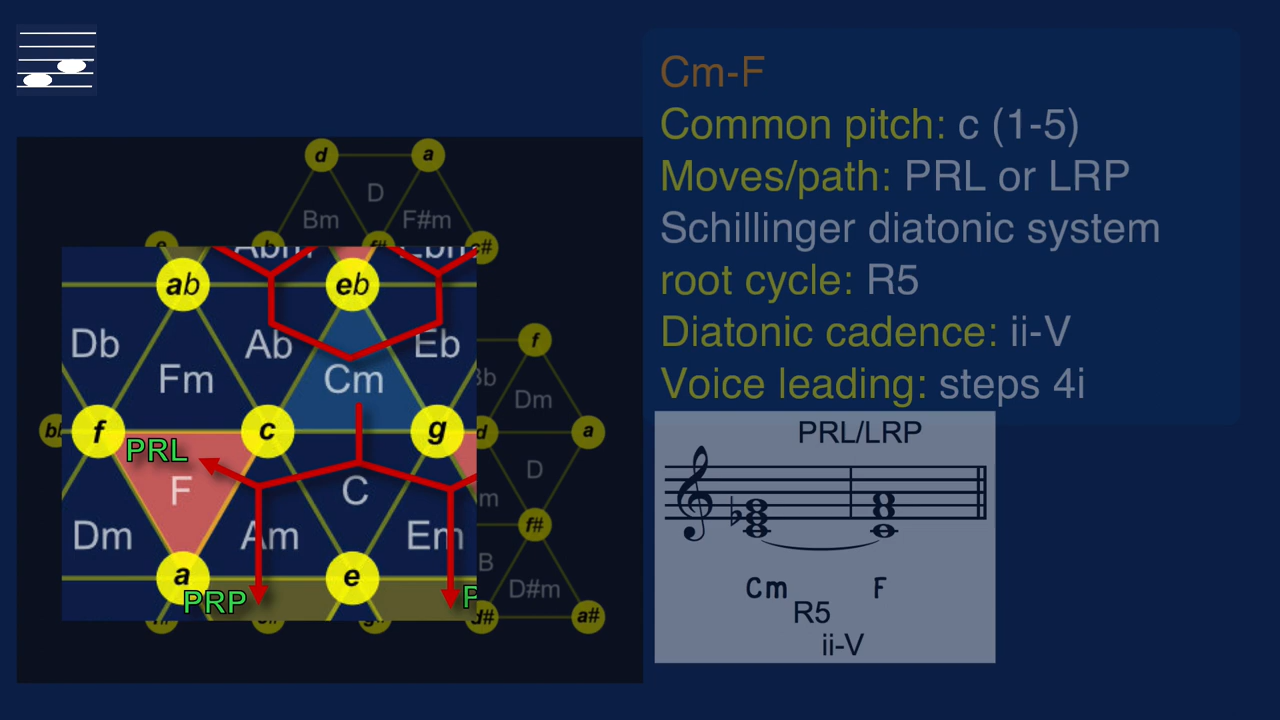 Cm-F
Common pitch: c (1-5)
Moves/path: PRL or LRP
Schillinger diatonic system
root cycle: R5
Diatonic cadence: ii-V
Voice leading: steps 4i
PRL/LRP
Cm F
R5
ii-V
d a
D
Bm F#m
b f# c#
ab eb
Db Ab Eb
Fm Cm
f
Dm
f c g d a
PRL
F C D
Dm Am Em
f#
a e
B
D#m
PRP
d# a#